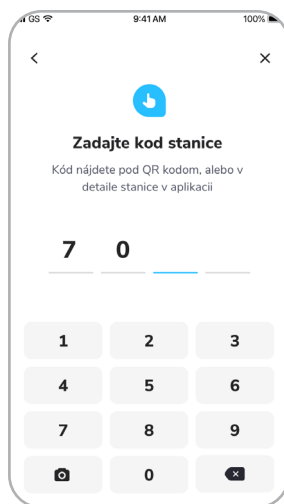 GS 9:41 AM 100%
Zadajte kod stanice
Kód nájdete pod QR kodom, alebo v
detaile stanice v aplikacii
7 0
1 2 3
4 5 6
7 8 9
0